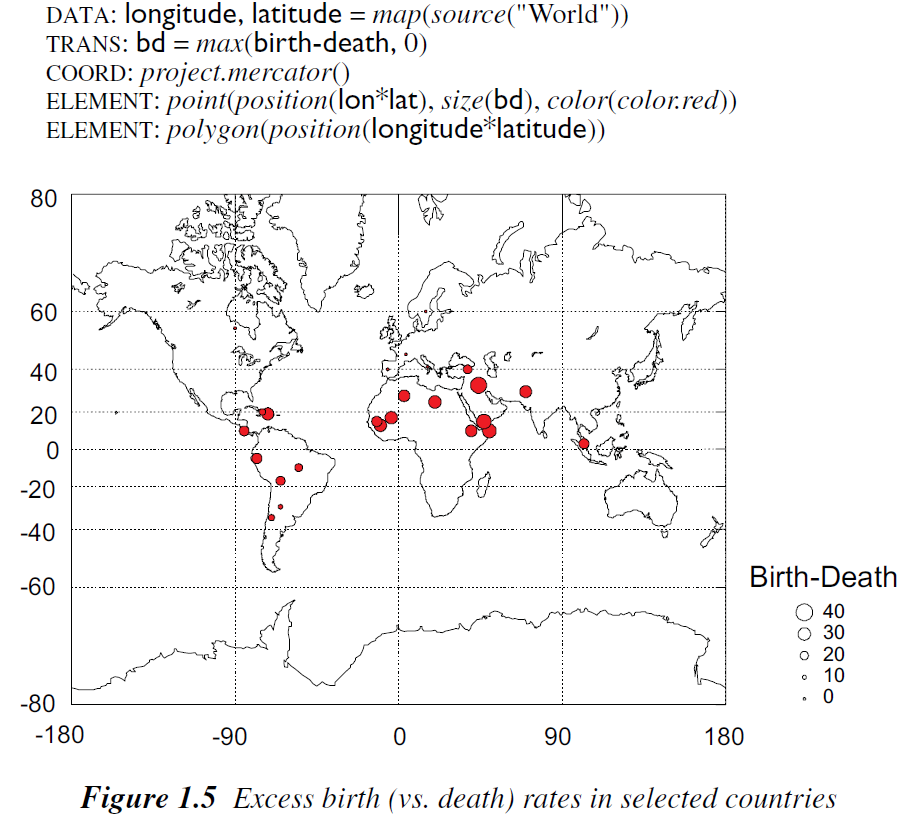 DATA: longitude, latitude = map(source("World"))
TRANS: bd = max(birth-death, 0)
COORD: project.mercator()
ELEMENT: point(position(lon*lat), size(bd), color(color.red))
ELEMENT: polygon(position(longitude*latitude))
80
60
40
20
0
-20
-40
-60
-80
-180 -90 0 90 180
Birth-Death
40
30
20
10
0
Figure 1.5 Excess birth (vs. death) rates in selected countries